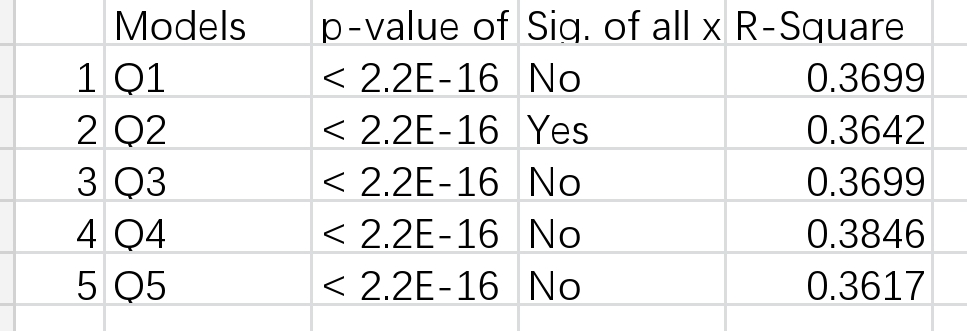 Models p-value of Sig. of all x R-Square
1 Q1 < 2.2E-16 No 0.3699
2 Q2 < 2.2E-16 Yes 0.3642
3 Q3 < 2.2E-16 No 0.3699
4 Q4 < 2.2E-16 No 0.3846
5 Q5 < 2.2E-16 No 0.3617